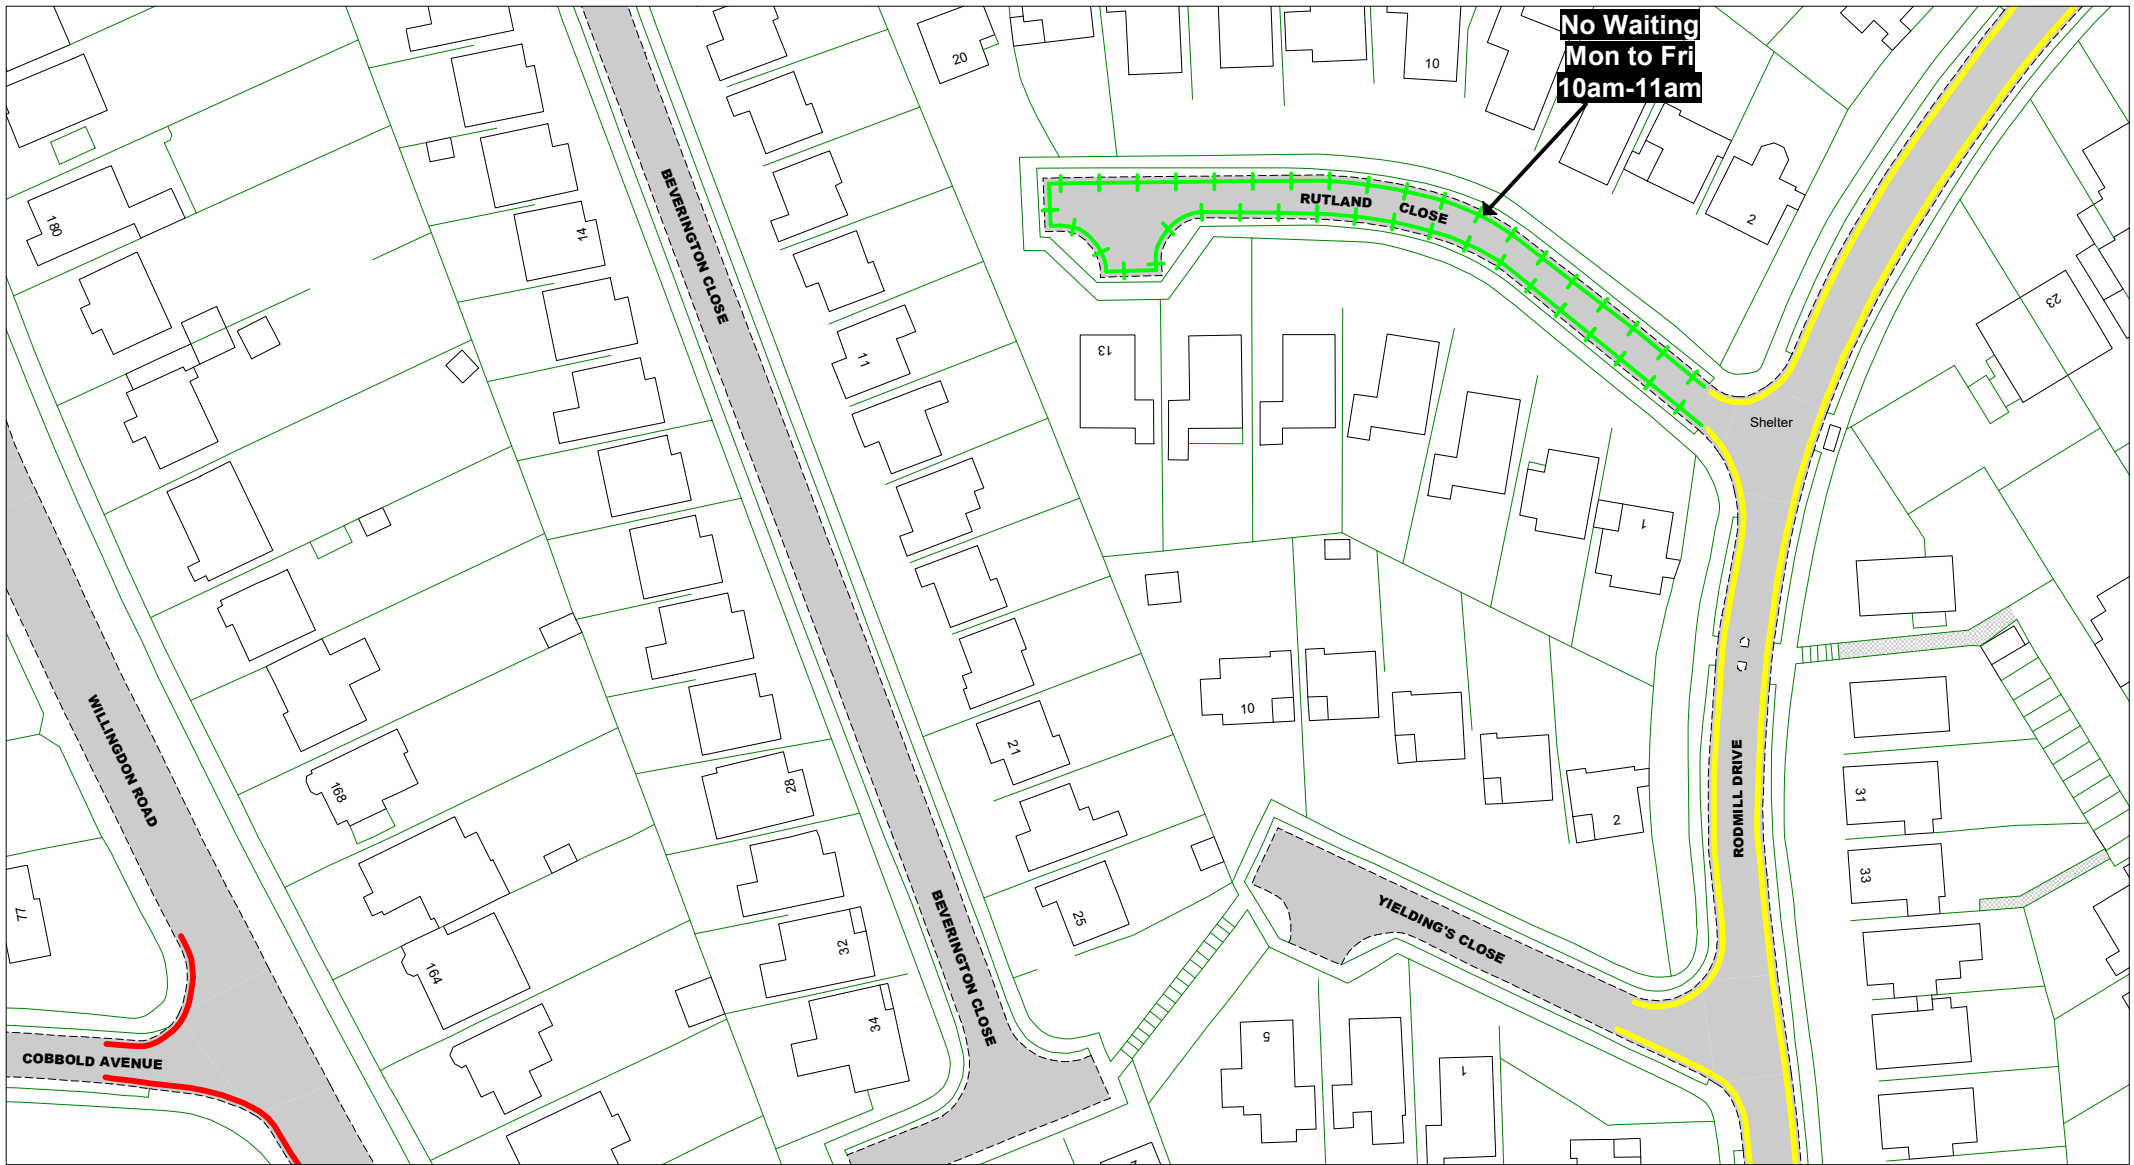 No Waiting
Mon to Fri
10am-11am
20
10
2
180
14
BEVERINGTON CLOSE
RUTLAND CLOSE
23
11
13
Shelter
1
WILLINGDON ROAD
168
21
28
10
2
RODMILL DRIVE
31
33
77
164
32
25
BEVERINGTON CLOSE
YIELDING'S CLOSE
34
5
1
COBBOLD AVENUE